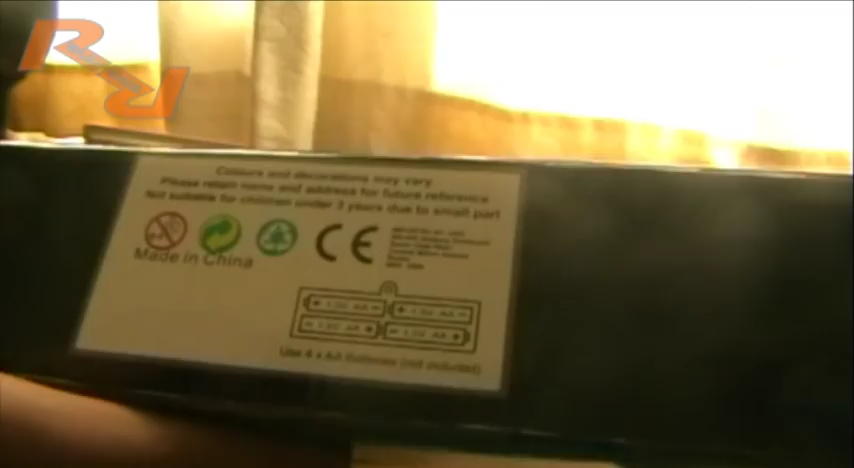 Colours and decorations may vary
Please retain name and address for future reference
Not suitable for children under 3 years due to small part
CE
Made in China
+ 1.5V AA - + 1.5V AA -
- 1.5V AA + - 1.5V AA +
Use 4 x AA Batteries (not included)
RR